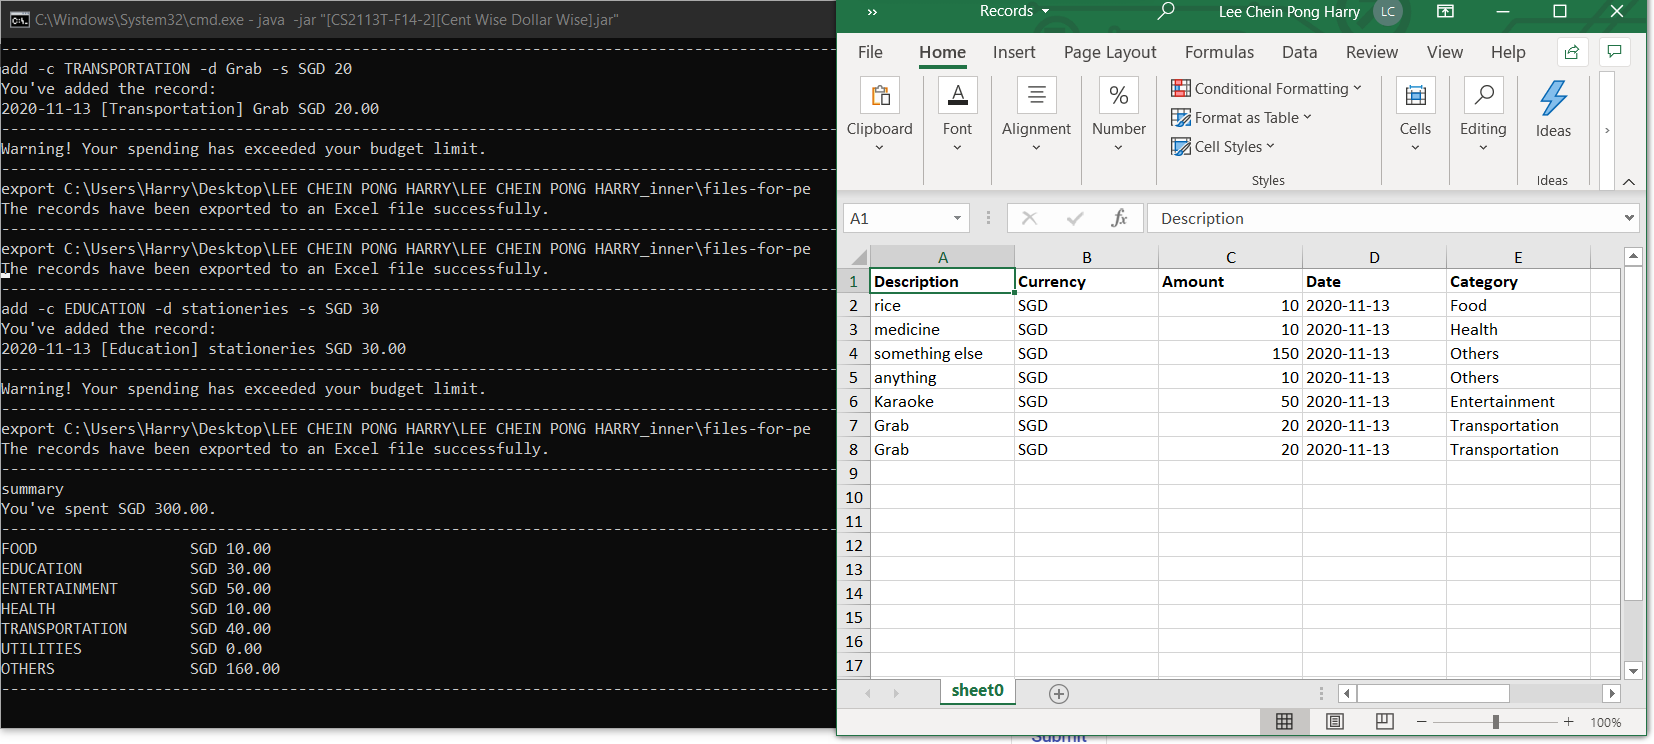 C:\Windows\System32\cmd.exe - java -jar "[CS2113T-F14-2][Cent Wise Dollar Wise].jar"
add -c TRANSPORTATION -d Grab -s SGD 20
You've added the record:
2020-11-13 [Transportation] Grab SGD 20.00
Warning! Your spending has exceeded your budget limit.
export C:\Users\Harry\Desktop\LEE CHEIN PONG HARRY\LEE CHEIN PONG HARRY_inner\files-for-pe
The records have been exported to an Excel file successfully.
export C:\Users\Harry\Desktop\LEE CHEIN PONG HARRY\LEE CHEIN PONG HARRY_inner\files-for-pe
The records have been exported to an Excel file successfully.
add -c EDUCATION -d stationeries -s SGD 30
You've added the record:
2020-11-13 [Education] stationeries SGD 30.00
Warning! Your spending has exceeded your budget limit.
export C:\Users\Harry\Desktop\LEE CHEIN PONG HARRY\LEE CHEIN PONG HARRY_inner\files-for-pe
The records have been exported to an Excel file successfully.
summary
You've spent SGD 300.00.
FOOD SGD 10.00
EDUCATION SGD 30.00
ENTERTAINMENT SGD 50.00
HEALTH SGD 10.00
TRANSPORTATION SGD 40.00
UTILITIES SGD 0.00
OTHERS SGD 160.00
Records Lee Chein Pong Harry LC
File Home Insert Page Layout Formulas Data Review View Help
Clipboard Font Alignment Number
Conditional Formatting
Format as Table
Cell Styles
Styles
Cells Editing Ideas
Ideas
A1 fx Description
A B C D E
1 Description Currency Amount Date Category
2 rice SGD 10 2020-11-13 Food
3 medicine SGD 10 2020-11-13 Health
4 something else SGD 150 2020-11-13 Others
5 anything SGD 10 2020-11-13 Others
6 Karaoke SGD 50 2020-11-13 Entertainment
7 Grab SGD 20 2020-11-13 Transportation
8 Grab SGD 20 2020-11-13 Transportation
9
10
11
12
13
14
15
16
17
sheet0
100%
Submit